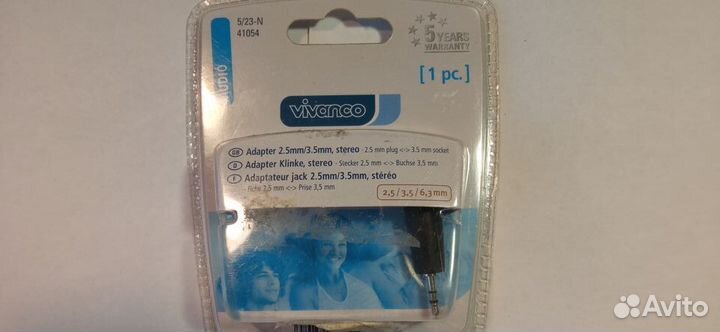 5/23-N
41054
5 YEARS
WARRANTY
[1 pc.]
AUDIO
vivanco
GB Adapter 2.5mm/3.5mm, stereo - 2.5 mm plug <-> 3.5 mm socket
D Adapter Klinke, stereo - Stecker 2,5 mm <-> Buchse 3,5 mm
F Adaptateur jack 2.5mm/3.5mm, stéréo
- Fiche 2,5 mm <-> Prise 3,5 mm
2,5/3,5/6,3mm
Avito